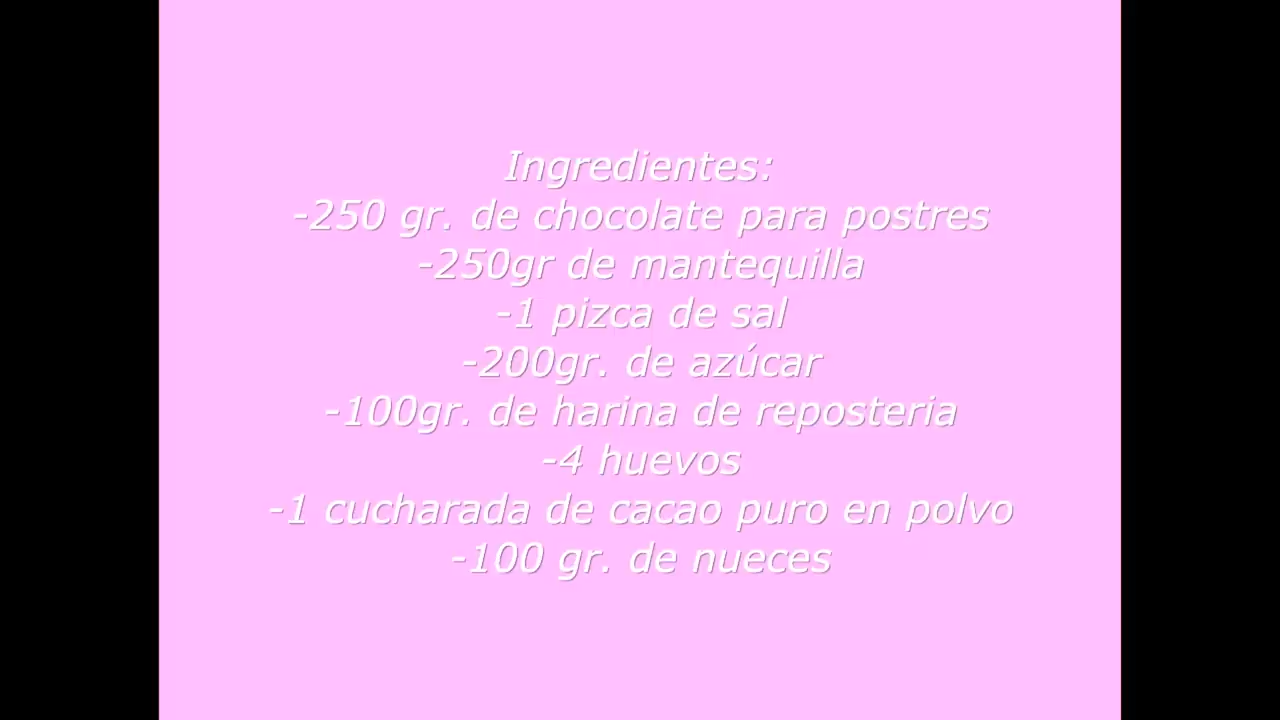 Ingredientes:
-250 gr. de chocolate para postres
-250gr de mantequilla
-1 pizca de sal
-200gr. de azúcar
-100gr. de harina de reposteria
-4 huevos
-1 cucharada de cacao puro en polvo
-100 gr. de nueces